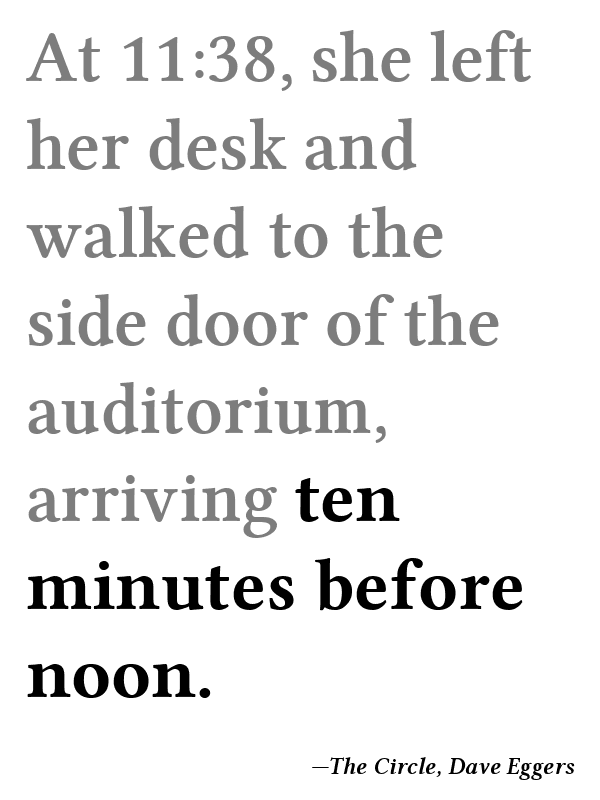 At 11:38, she left
her desk and
walked to the
side door of the
auditorium,
arriving ten
minutes before
noon.
—The Circle, Dave Eggers